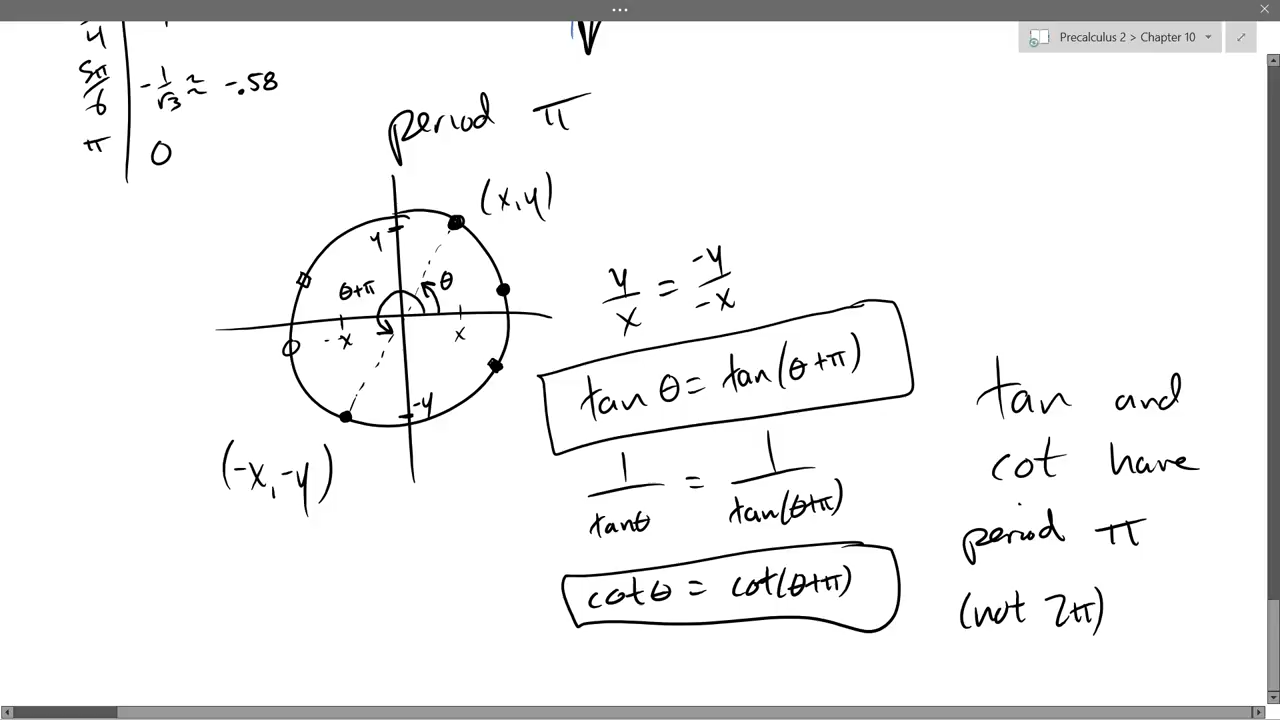 Precalculus 2 > Chapter 10
4
5π/6 | -1/√3 ≈ -.58
π | 0
period π
(x,y)
y
θ+π
θ
-x
x
-y
(-x,-y)
y/x = -y/-x
tan θ = tan(θ+π)
1/tanθ = 1/tan(θ+π)
cot θ = cot(θ+π)
tan and
cot have
period π
(not 2π)